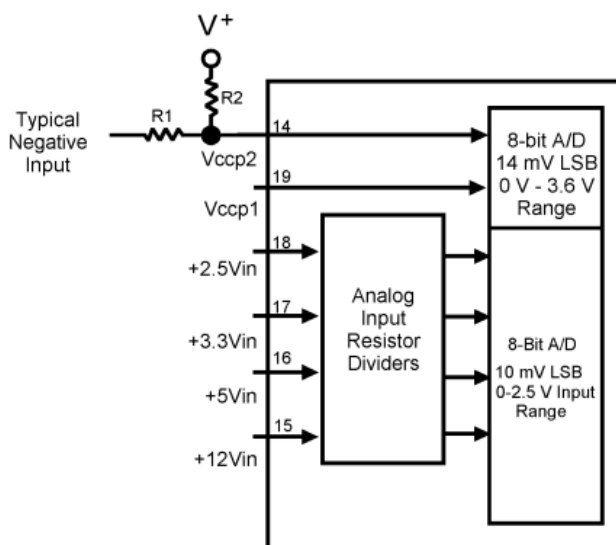 V+
R2
R1
Typical
Negative
Input
14
Vccp2
19
Vccp1
18
+2.5Vin
17
+3.3Vin
16
+5Vin
15
+12Vin
Analog
Input
Resistor
Dividers
8-bit A/D
14 mV LSB
0 V - 3.6 V
Range
8-Bit A/D
10 mV LSB
0-2.5 V Input
Range